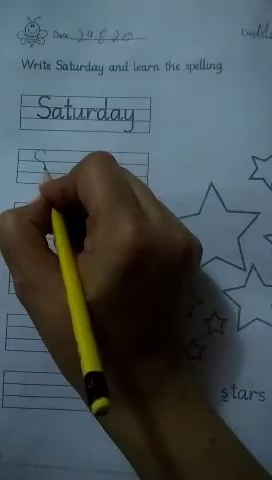 Date 24.8.20 Day M
Write Saturday and learn the spelling
Saturday
S
stars